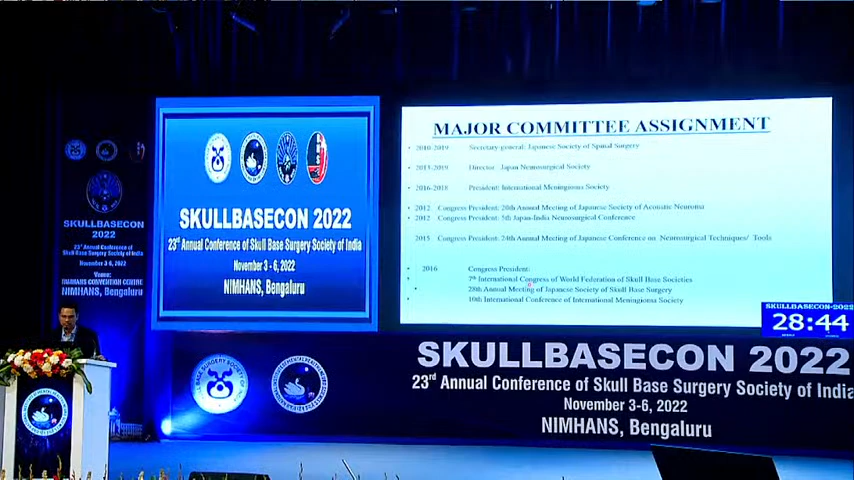 SKULLBASECON
2022
23rd Annual Conference of
Skull Base Surgery Society of India
November 3-6, 2022
Venue:
NIMHANS CONVENTION CENTRE
NIMHANS, Bengaluru
SKULLBASECON 2022
23rd Annual Conference of Skull Base Surgery Society of India
November 3 - 6, 2022
NIMHANS, Bengaluru
MAJOR COMMITTEE ASSIGNMENT
• 2010-2019 Secretary-general: Japanese Society of Spinal Surgery
• 2013-2019 Director: Japan Neurosurgical Society
• 2016-2018 President: International Meningioma Society
• 2012 Congress President: 20th Annual Meeting of Japanese Society of Acoustic Neuroma
• 2012 Congress President: 5th Japan-India Neurosurgical Conference
2015 Congress President: 24th Annual Meeting of Japanese Conference on Neurosurgical Techniques/ Tools
• 2016 Congress President:
• 7th International Congress of World Federation of Skull Base Societies
• 28th Annual Meeting of Japanese Society of Skull Base Surgery
• 10th International Conference of International Meningioma Society
SKULLBASECON-2022
28:44
SKULLBASECON 2022
23rd Annual Conference of Skull Base Surgery Society of India
November 3-6, 2022
NIMHANS, Bengaluru